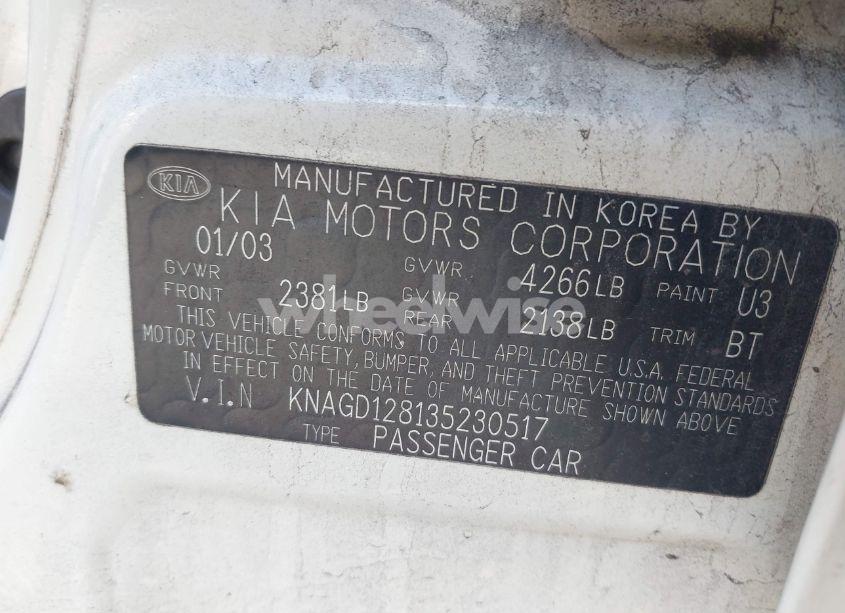 KIA
MANUFACTURED IN KOREA BY
KIA MOTORS CORPORATION
01/03
GVWR GVWR 4266LB PAINT U3
FRONT 2381LB GVWR REAR 2138LB TRIM BT
wheelwise
THIS VEHICLE CONFORMS TO ALL APPLICABLE U.S.A. FEDERAL
MOTOR VEHICLE SAFETY, BUMPER, AND THEFT PREVENTION STANDARDS
IN EFFECT ON THE DATE OF MANUFACTURE SHOWN ABOVE
V.I.N KNAGD128135230517
TYPE PASSENGER CAR